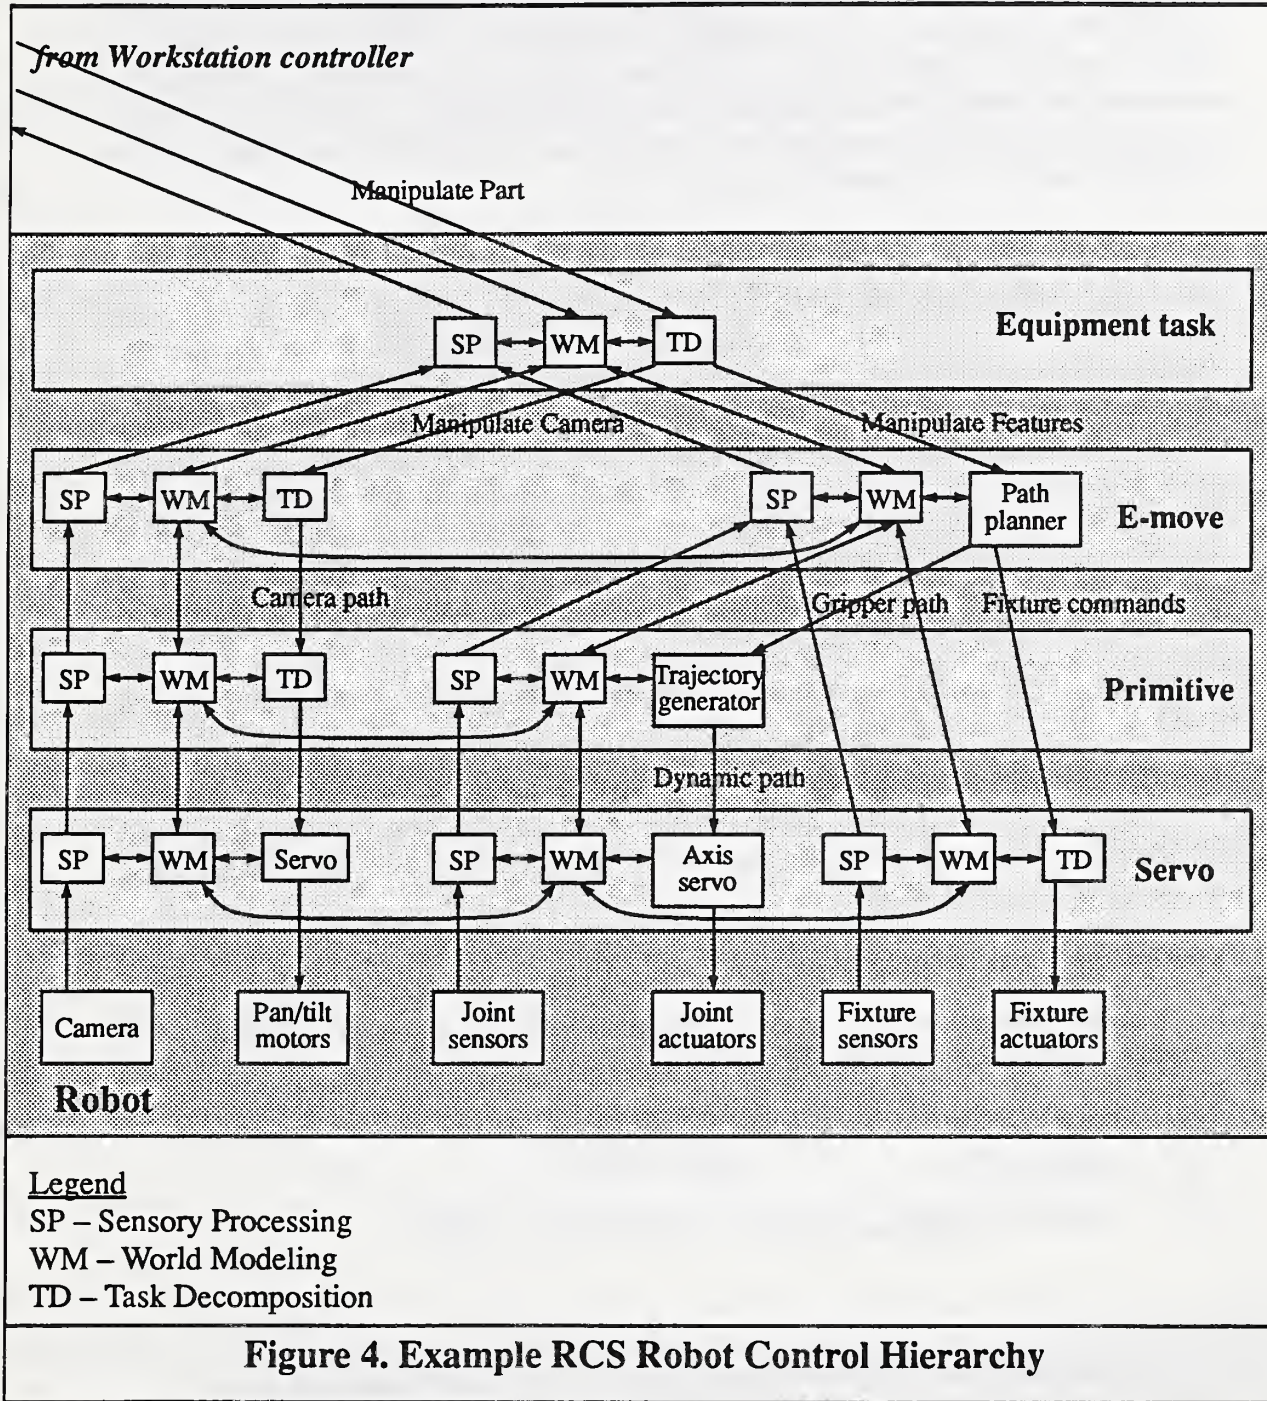 from Workstation controller
Manipulate Part
Equipment task
SP
WM
TD
Manipulate Camera
Manipulate Features
SP
WM
TD
SP
WM
Path
planner
E-move
Camera path
Gripper path
Fixture commands
SP
WM
TD
SP
WM
Trajectory
generator
Primitive
Dynamic path
SP
WM
Servo
SP
WM
Axis
servo
SP
WM
TD
Servo
Camera
Pan/tilt
motors
Joint
sensors
Joint
actuators
Fixture
sensors
Fixture
actuators
Robot
Legend
SP – Sensory Processing
WM – World Modeling
TD – Task Decomposition
Figure 4. Example RCS Robot Control Hierarchy